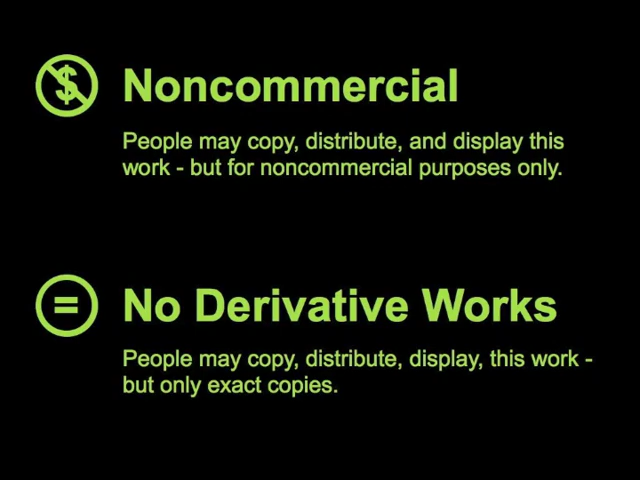 Noncommercial
People may copy, distribute, and display this
work - but for noncommercial purposes only.
No Derivative Works
People may copy, distribute, display, this work -
but only exact copies.